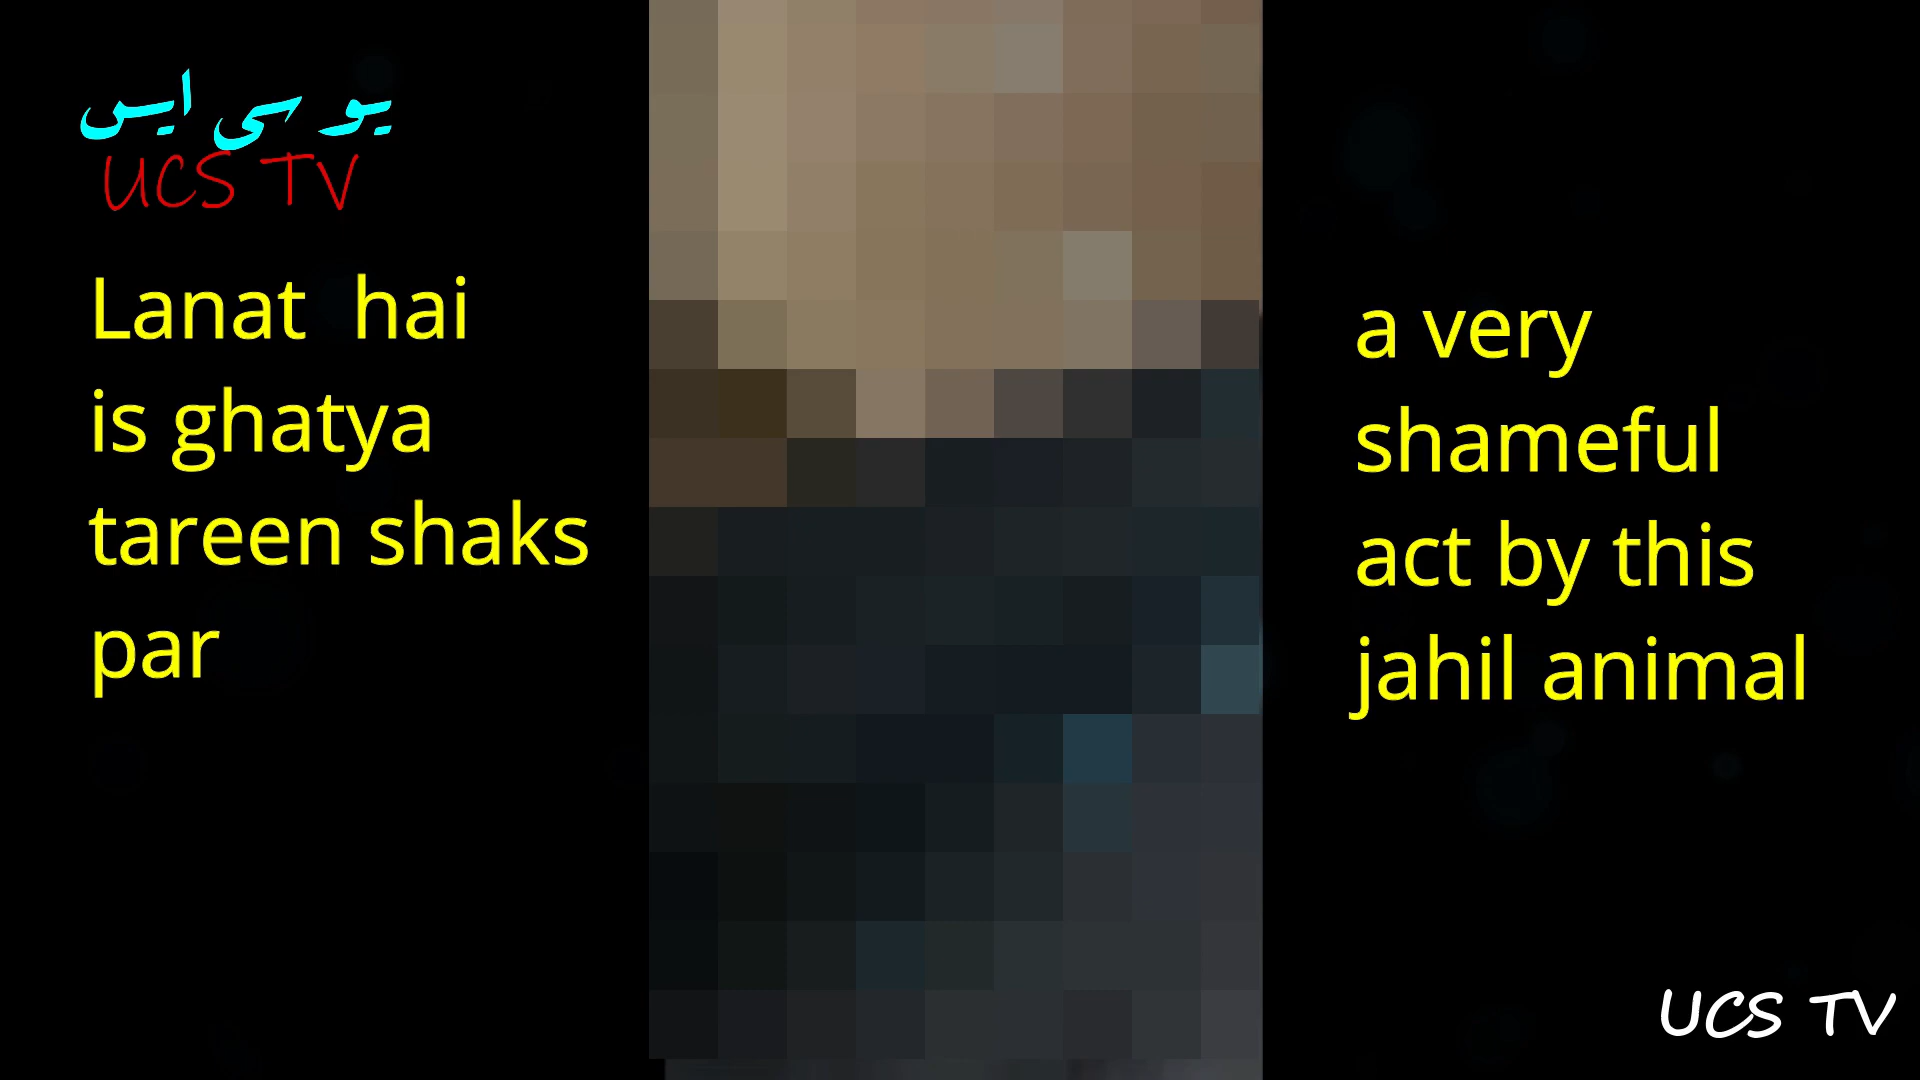 یو سی ایس
UCS TV
Lanat hai
is ghatya
tareen shaks
par
a very
shameful
act by this
jahil animal
UCS TV